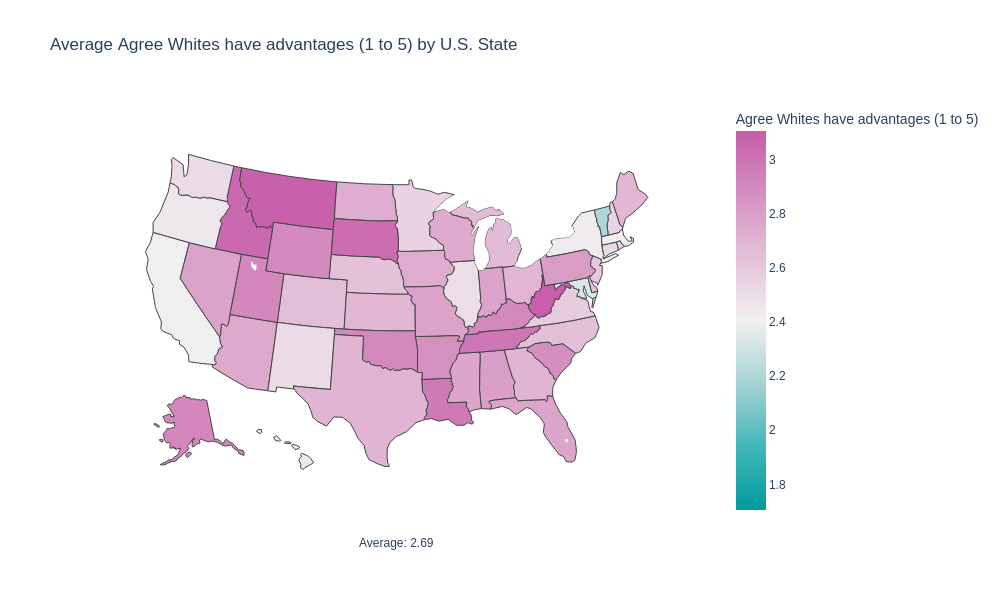 Average Agree Whites have advantages (1 to 5) by U.S. State
Agree Whites have advantages (1 to 5)
3
2.8
2.6
2.4
2.2
2
1.8
Average: 2.69